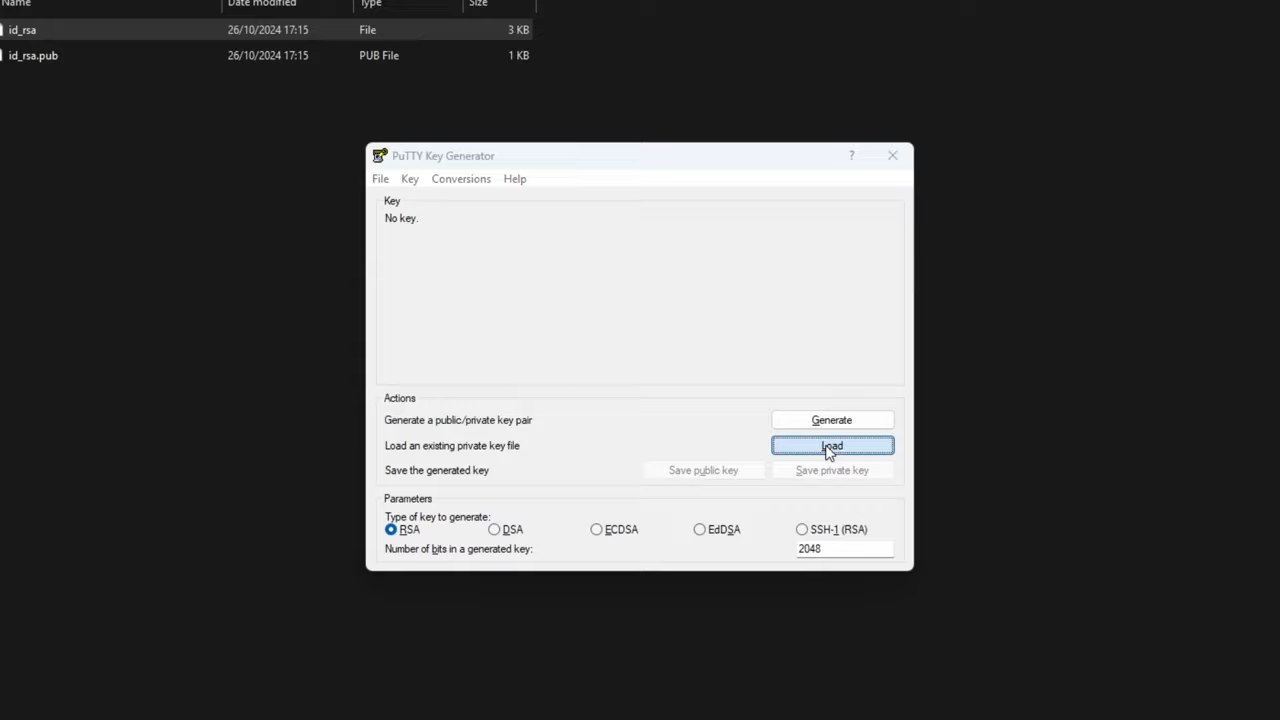 Name Date modified Type Size
id_rsa 26/10/2024 17:15 File 3 KB
id_rsa.pub 26/10/2024 17:15 PUB File 1 KB
PuTTY Key Generator ?
File Key Conversions Help
Key
No key.
Actions
Generate a public/private key pair Generate
Load an existing private key file Load
Save the generated key Save public key Save private key
Parameters
Type of key to generate:
RSA DSA ECDSA EdDSA SSH-1 (RSA)
Number of bits in a generated key: 2048